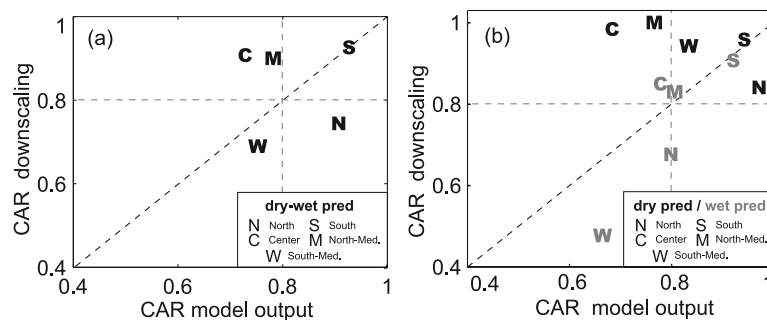 (a)
CAR downscaling
1
0.8
0.6
0.4
C M S
N
W
dry-wet pred
N North S South
C Center M North-Med.
W South-Med.
0.4 0.6 0.8 1
CAR model output
(b)
CAR downscaling
1
0.8
0.6
0.4
C M W S N
C M S
N
W
dry pred / wet pred
N North S South
C Center M North-Med.
W South-Med.
0.4 0.6 0.8 1
CAR model output